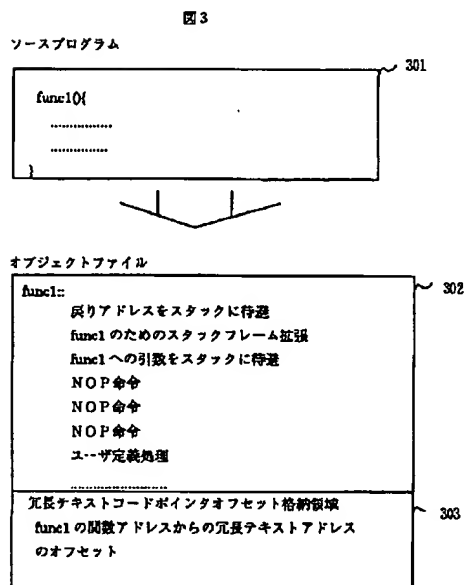 図3
ソースプログラム
301
func1(){
................
...............
}
オブジェクトファイル
302
func1::
戻りアドレスをスタックに待避
func1のためのスタックフレーム拡張
func1への引数をスタックに待避
NOP命令
NOP命令
NOP命令
ユーザ定義処理
.........................
冗長テキストコードポインタオフセット格納領域
303
func1の関数アドレスからの冗長テキストアドレス
のオフセット